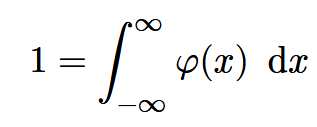 1 = ∫_{-∞}^{∞} φ(x) dx